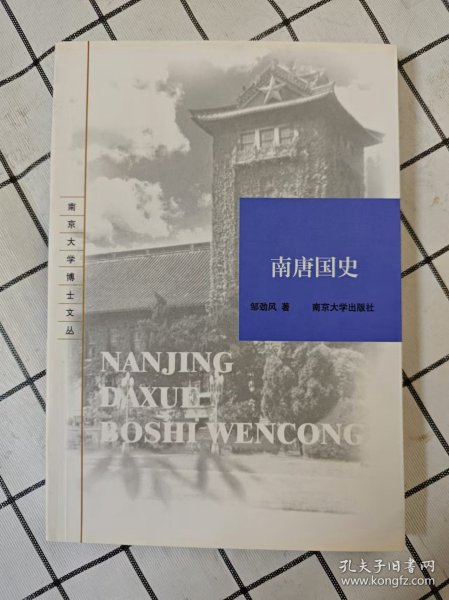 南京大学博士文丛
南唐国史
邹劲风 著 南京大学出版社
NANJING
DAXUE
BOSHI WENCONG
孔夫子旧书网
www.kongfz.com